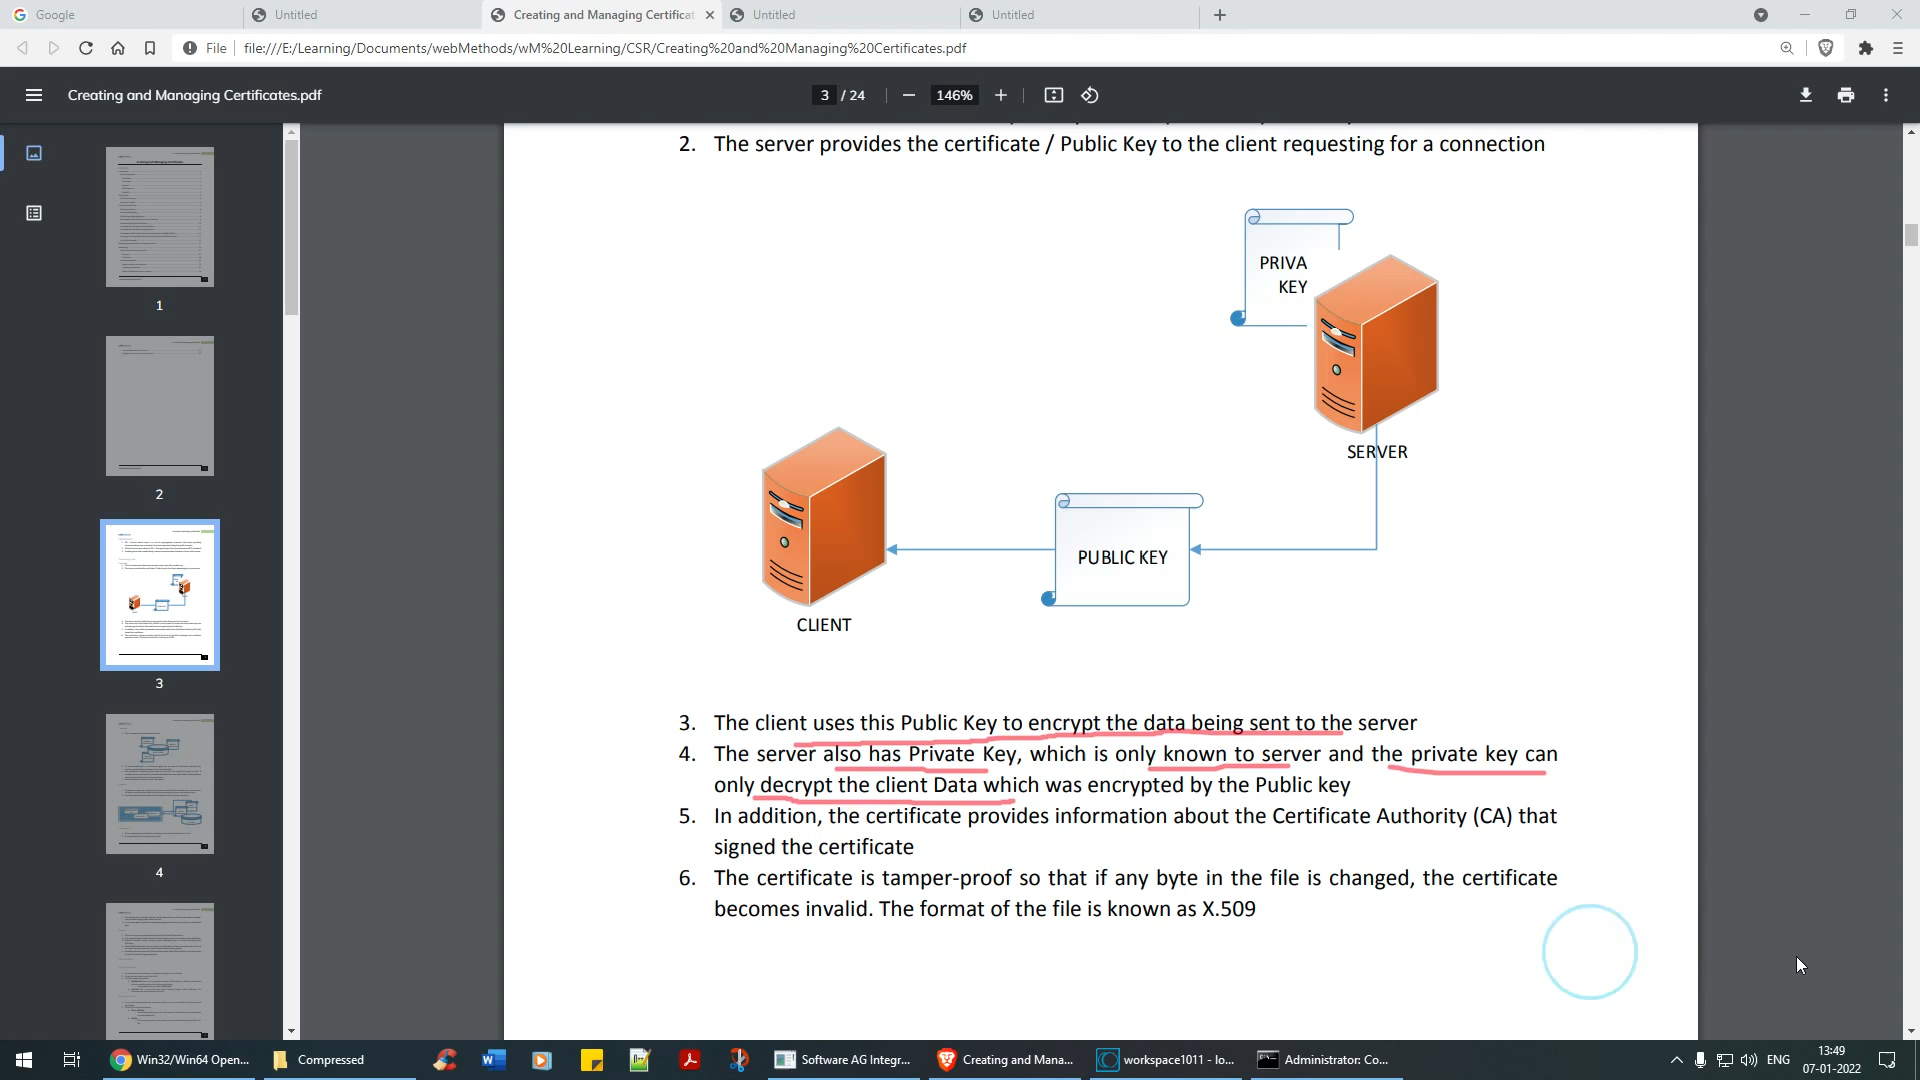 Google
Untitled
Creating and Managing Certificat
Untitled
Untitled
File
file:///E:/Learning/Documents/webMethods/wM%20Learning/CSR/Creating%20and%20Managing%20Certificates.pdf
Creating and Managing Certificates.pdf
3 / 24
146%
1
2
3
4
2. The server provides the certificate / Public Key to the client requesting for a connection
PRIVA
KEY
SERVER
PUBLIC KEY
CLIENT
3. The client uses this Public Key to encrypt the data being sent to the server
4. The server also has Private Key, which is only known to server and the private key can
only decrypt the client Data which was encrypted by the Public key
5. In addition, the certificate provides information about the Certificate Authority (CA) that
signed the certificate
6. The certificate is tamper-proof so that if any byte in the file is changed, the certificate
becomes invalid. The format of the file is known as X.509
Win32/Win64 Open...
Compressed
Software AG Integr...
Creating and Mana...
workspace1011 - Io...
Administrator: Co...
ENG
13:49
07-01-2022